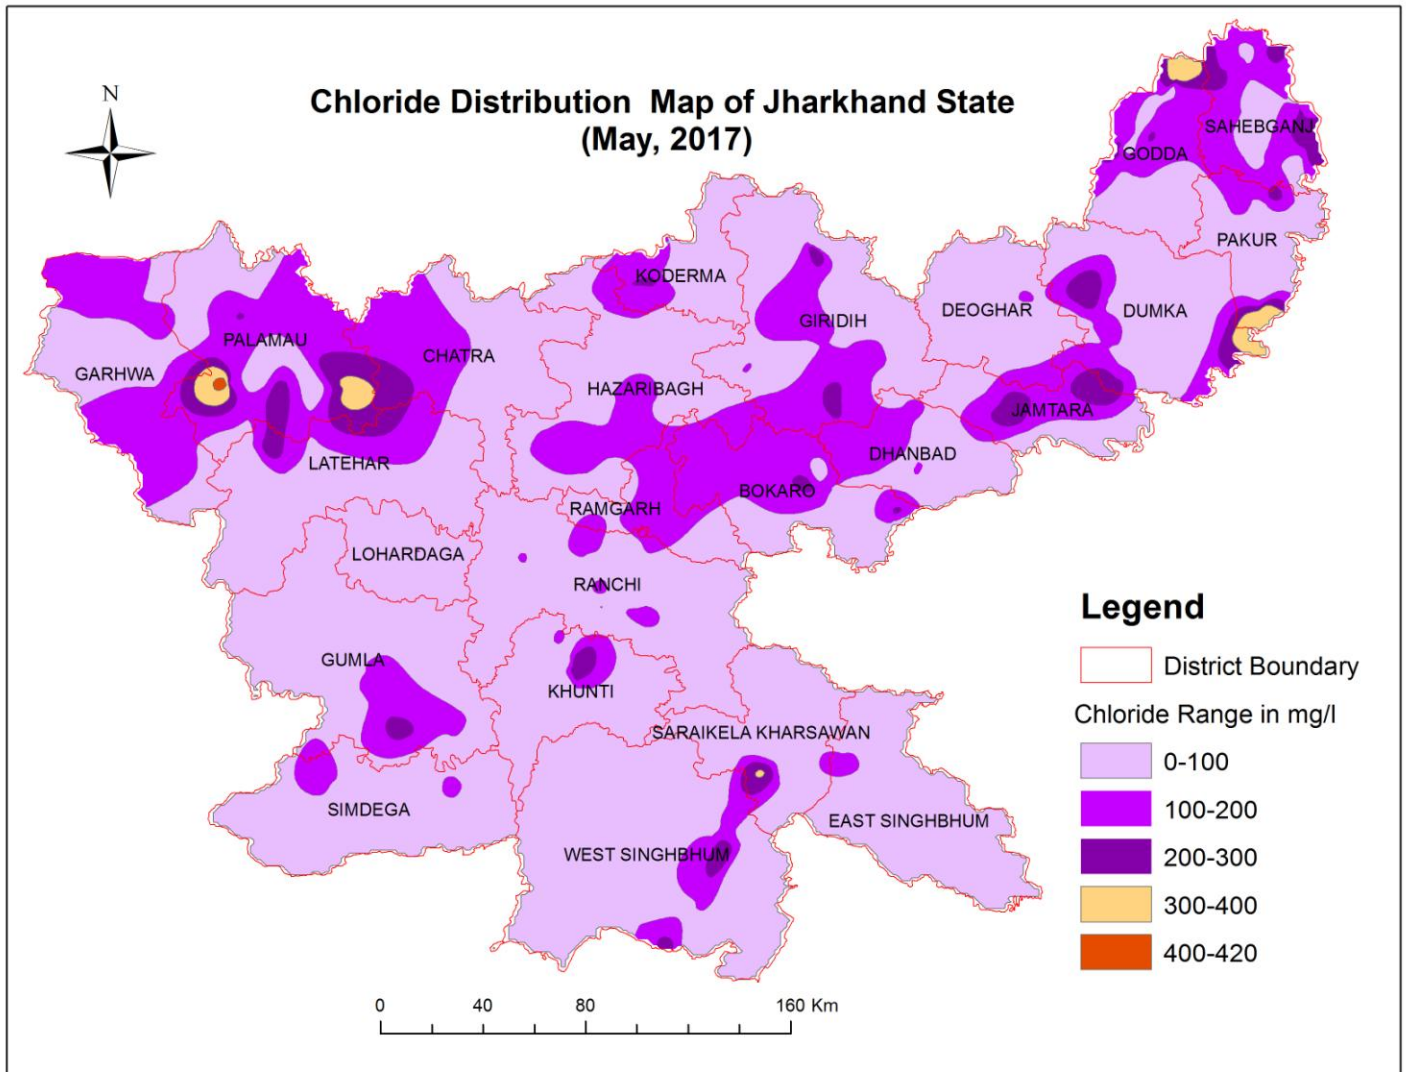 N
Chloride Distribution Map of Jharkhand State
(May, 2017)
SAHEBGANJ
GODDA
PAKUR
KODERMA
DEOGHAR
DUMKA
GIRIDIH
PALAMAU
CHATRA
GARHWA
HAZARIBAGH
JAMTARA
DHANBAD
LATEHAR
BOKARO
RAMGARH
LOHARDAGA
RANCHI
GUMLA
KHUNTI
SARAIKELA KHARSAWAN
SIMDEGA
EAST SINGHBHUM
WEST SINGHBHUM
Legend
District Boundary
Chloride Range in mg/l
0-100
100-200
200-300
300-400
400-420
0 40 80 160 Km